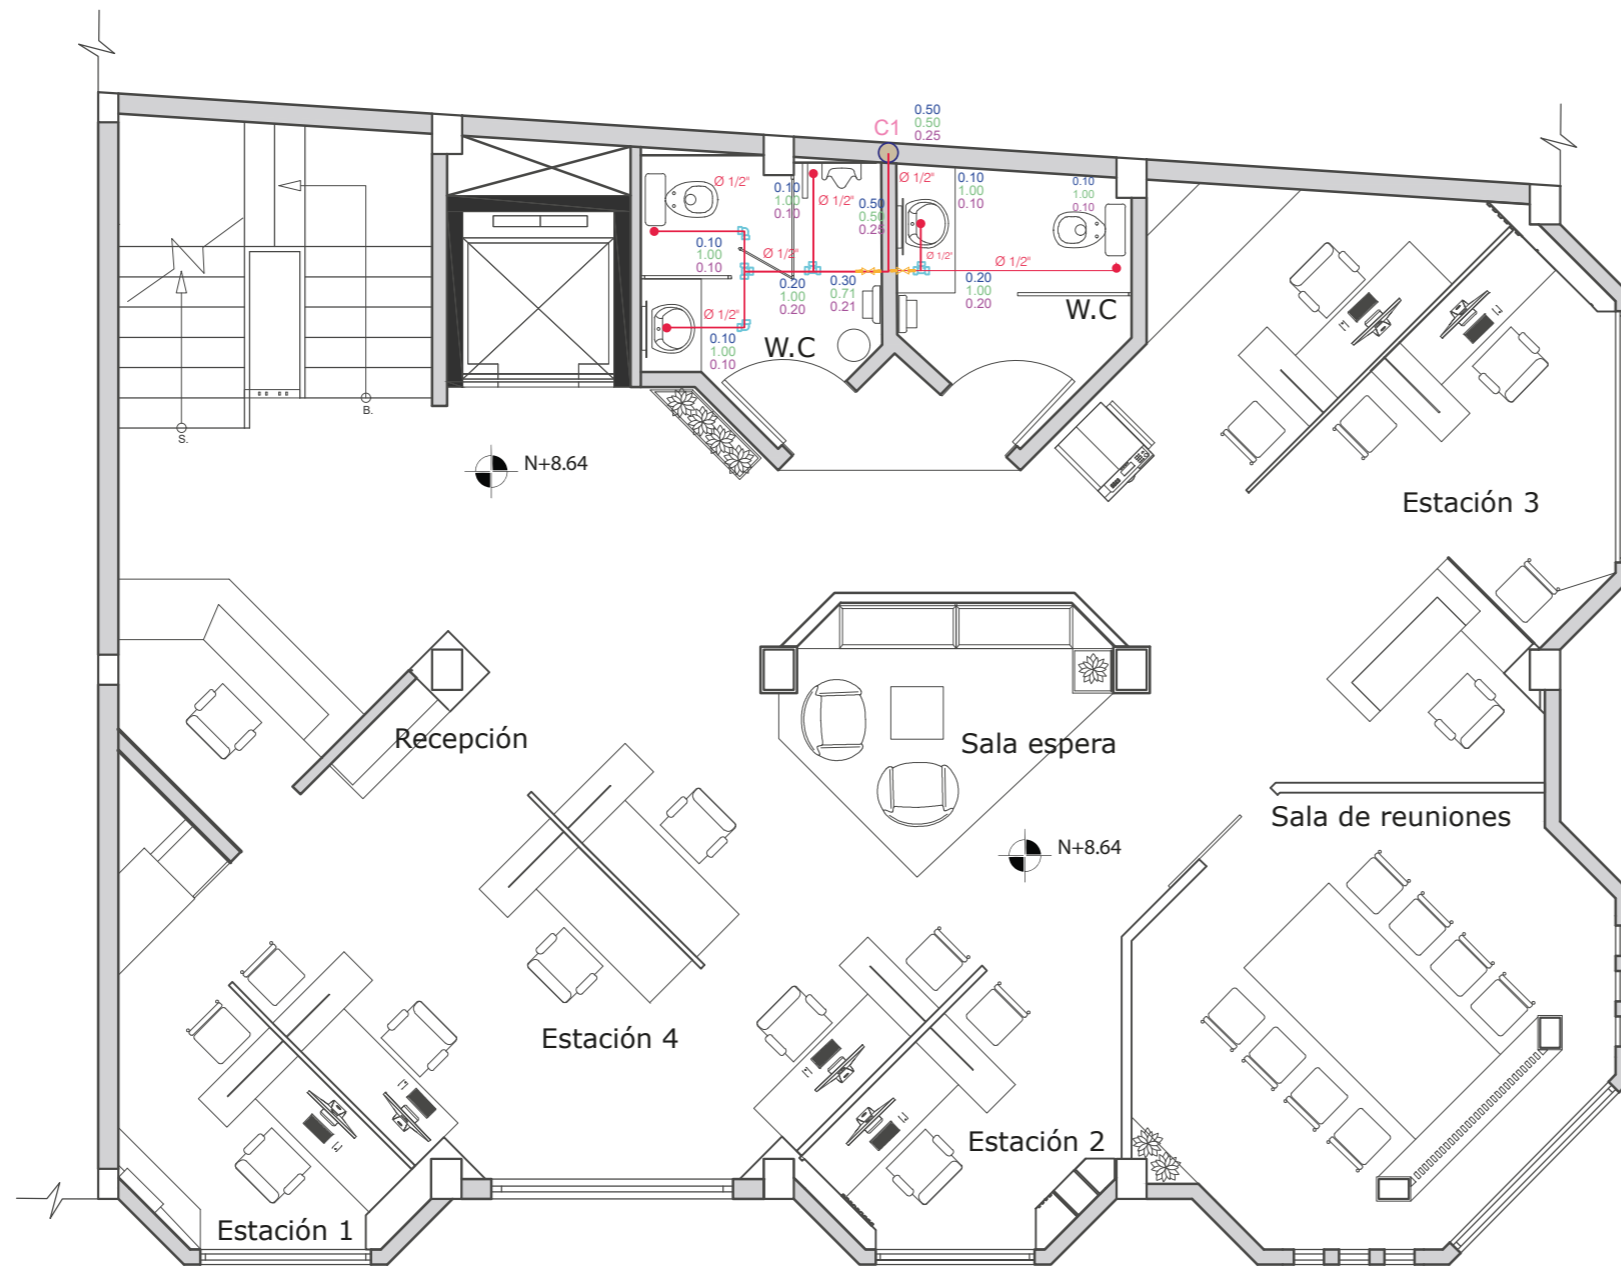 0.50
0.50
0.25
C1
Ø 1/2"
0.10
1.00
0.10
Ø 1/2"
0.50
0.50
0.25
Ø 1/2"
0.10
1.00
0.10
0.10
1.00
0.10
0.10
1.00
0.10
Ø 1/2"
0.20
1.00
0.20
0.30
0.71
0.21
Ø 1/2"
Ø 1/2"
0.20
1.00
0.20
Ø 1/2"
0.10
1.00
0.10
W.C
W.C
S.
B.
N+8.64
Estación 3
Recepción
Sala espera
Sala de reuniones
N+8.64
Estación 4
Estación 2
Estación 1